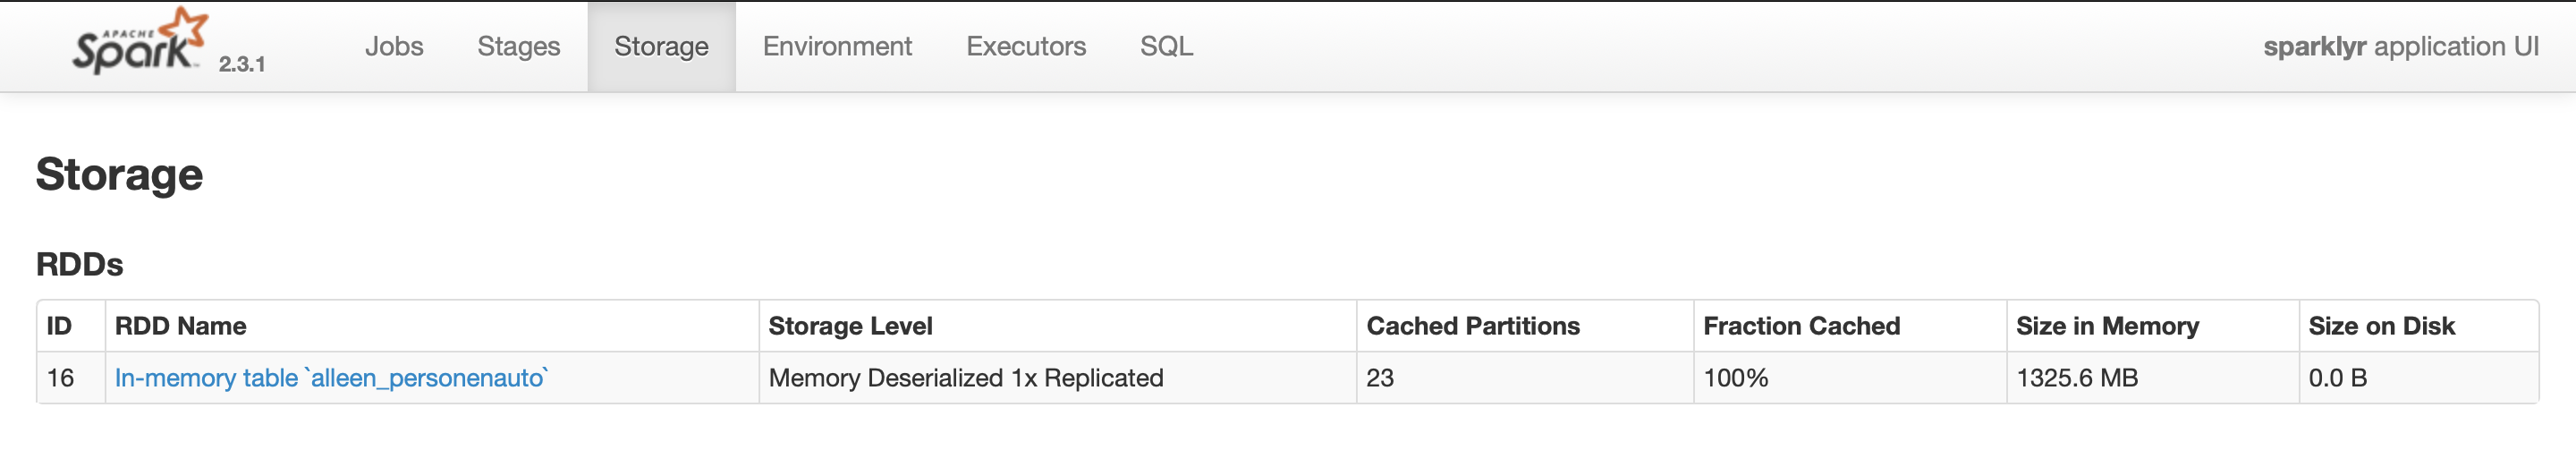 APACHE Spark™ 2.3.1 Jobs Stages Storage Environment Executors SQL sparklyr application UI
Storage
RDDs
ID RDD Name Storage Level Cached Partitions Fraction Cached Size in Memory Size on Disk
16 In-memory table `alleen_personenauto` Memory Deserialized 1x Replicated 23 100% 1325.6 MB 0.0 B